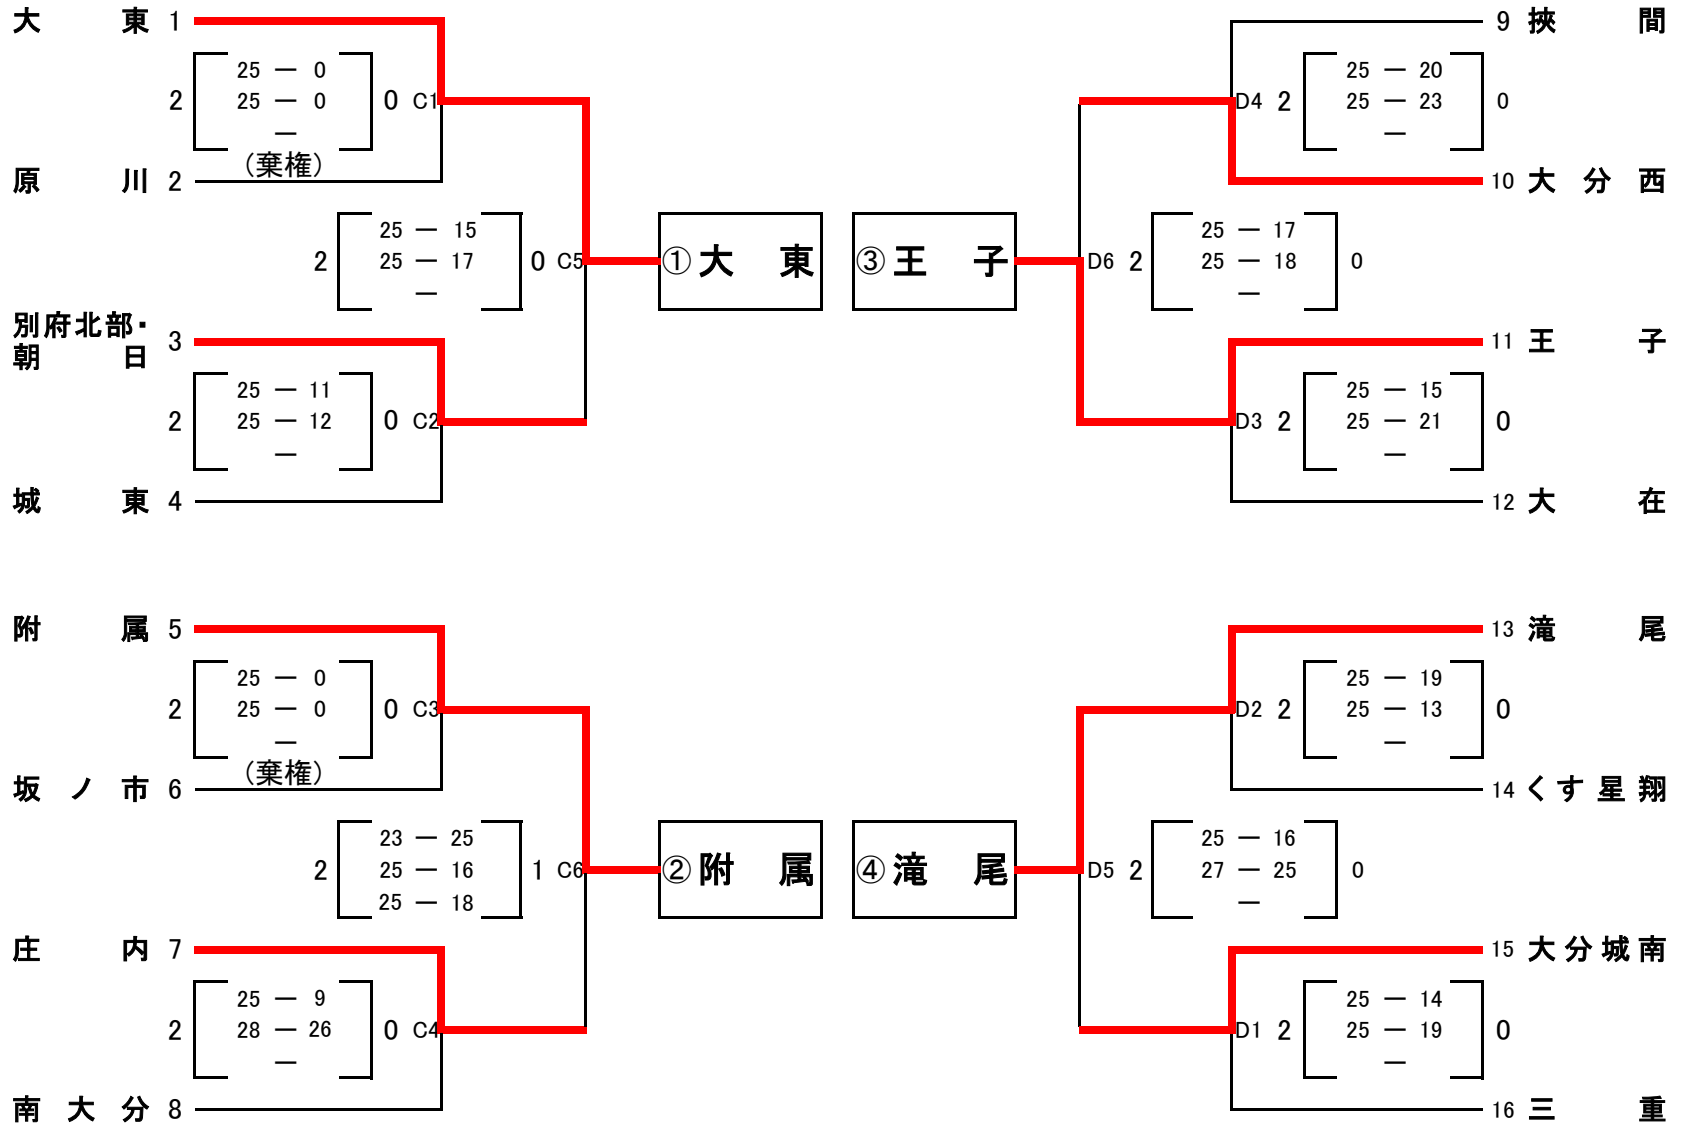 大東 1
25 － 0
2 25 － 0 0 C1
－
(棄権)
原川 2
25 － 15
2 25 － 17 0 C5
－
別府北部・
朝日 3
25 － 11
2 25 － 12 0 C2
－
城東 4
①大東
附属 5
25 － 0
2 25 － 0 0 C3
－
(棄権)
坂ノ市 6
23 － 25
2 25 － 16 1 C6
25 － 18
庄内 7
25 － 9
2 28 － 26 0 C4
－
南大分 8
②附属
9 挾間
25 － 20
D4 2 25 － 23 0
－
10 大分西
25 － 17
D6 2 25 － 18 0
－
11 王子
25 － 15
D3 2 25 － 21 0
－
12 大在
③王子
13 滝尾
25 － 19
D2 2 25 － 13 0
－
14 くす星翔
25 － 16
D5 2 27 － 25 0
－
15 大分城南
25 － 14
D1 2 25 － 19 0
－
16 三重
④滝尾